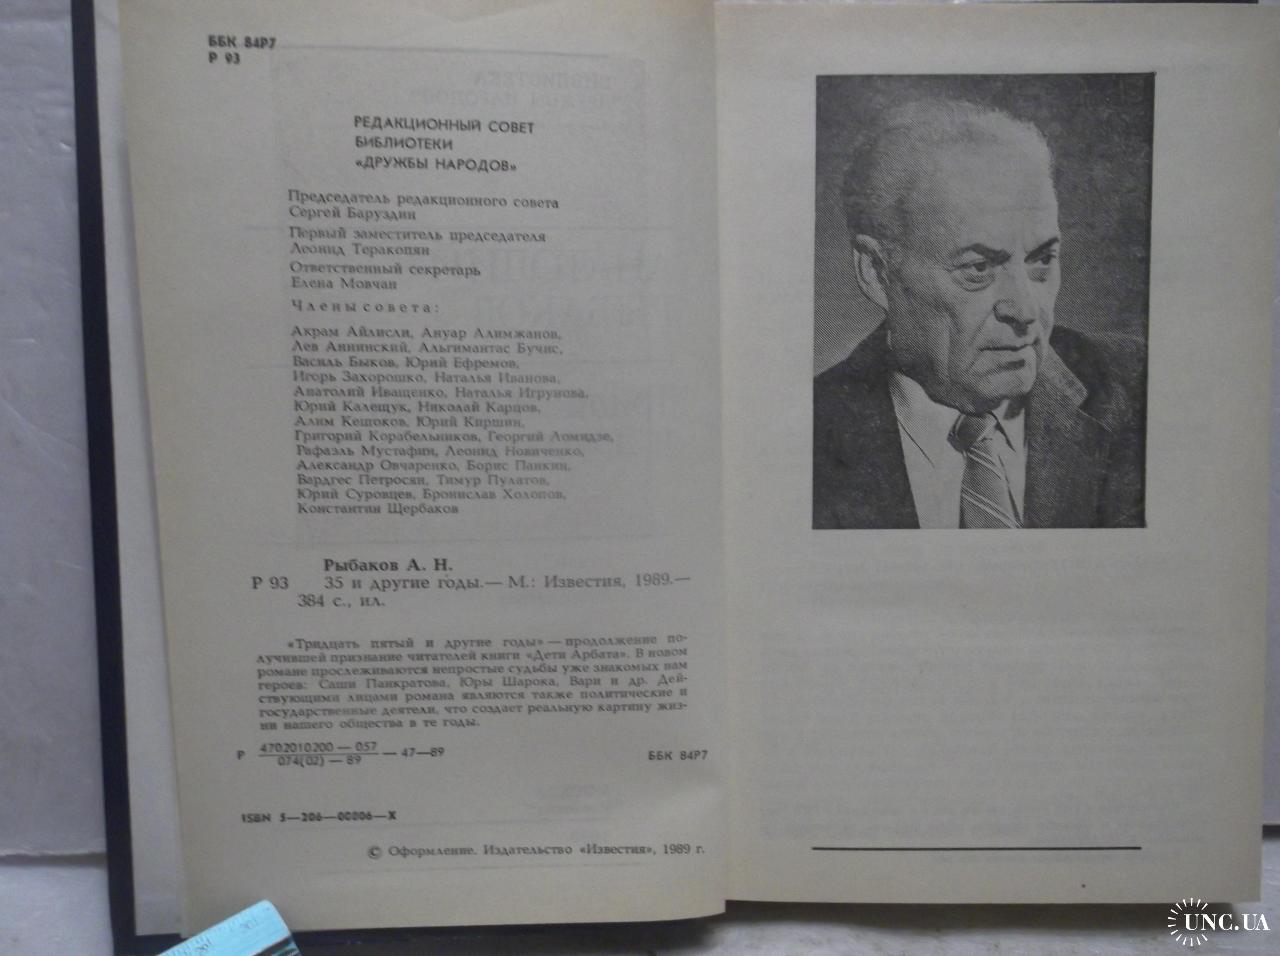 ББК 84Р7
Р 93
РЕДАКЦИОННЫЙ СОВЕТ
БИБЛИОТЕКИ
«ДРУЖБЫ НАРОДОВ»
Председатель редакционного совета
Сергей Баруздин
Первый заместитель председателя
Леонид Теракопян
Ответственный секретарь
Елена Мовчан
Члены совета:
Акрам Айлисли, Ануар Алимжанов,
Лев Аннинский, Альгимантас Бучис,
Василь Быков, Юрий Ефремов,
Игорь Захорошко, Наталья Иванова,
Анатолий Иващенко, Наталья Игрунова,
Юрий Калещук, Николай Карцов,
Алим Кешоков, Юрий Киршин,
Григорий Корабельников, Георгий Ломидзе,
Рафаэль Мустафин, Леонид Новиченко,
Александр Овчаренко, Борис Панкин,
Вардгес Петросян, Тимур Пулатов,
Юрий Суровцев, Бронислав Холопов,
Константин Щербаков
Рыбаков А. Н.
Р 93 35 и другие годы.— М.: Известия, 1989.—
384 с., ил.
«Тридцать пятый и другие годы» — продолжение по-
лучившей признание читателей книги «Дети Арбата». В новом
романе прослеживаются непростые судьбы уже знакомых нам
героев: Саши Панкратова, Юры Шарока, Вари и др. Дей-
ствующими лицами романа являются также политические и
государственные деятели, что создает реальную картину жиз-
ни нашего общества в те годы.
Р 4702010200 — 057
074(02) — 89 — 47—89 ББК 84Р7
ISBN 5—206—00006—X
© Оформление. Издательство «Известия», 1989 г.
UNC.UA